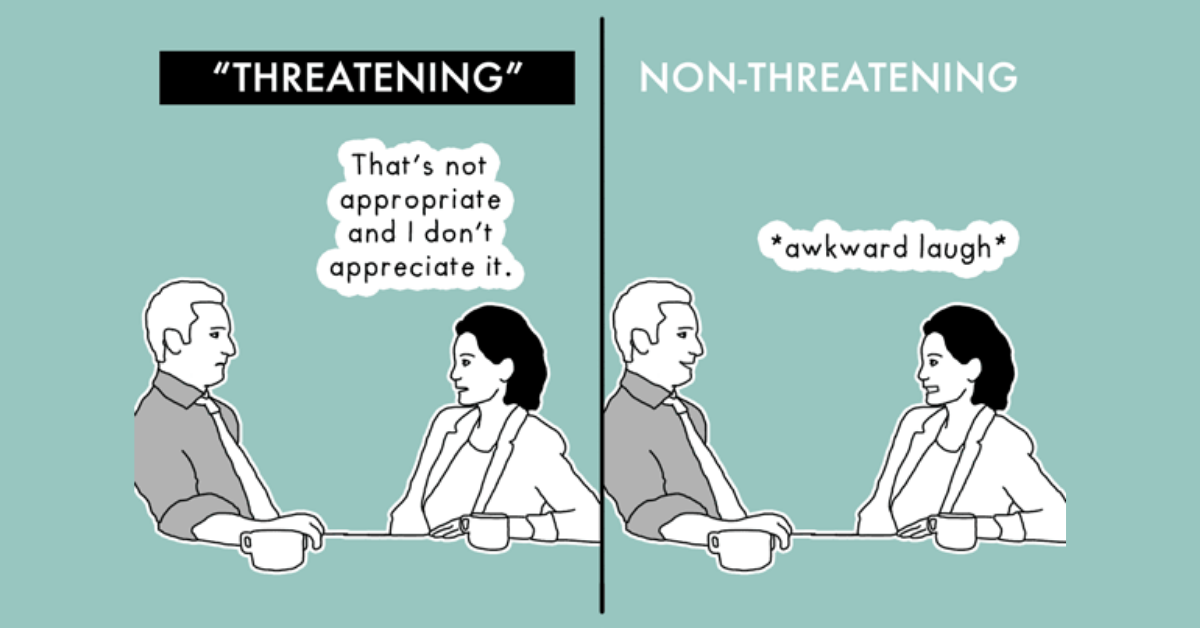 “THREATENING”
That's not
appropriate
and I don't
appreciate it.
NON-THREATENING
*awkward laugh*